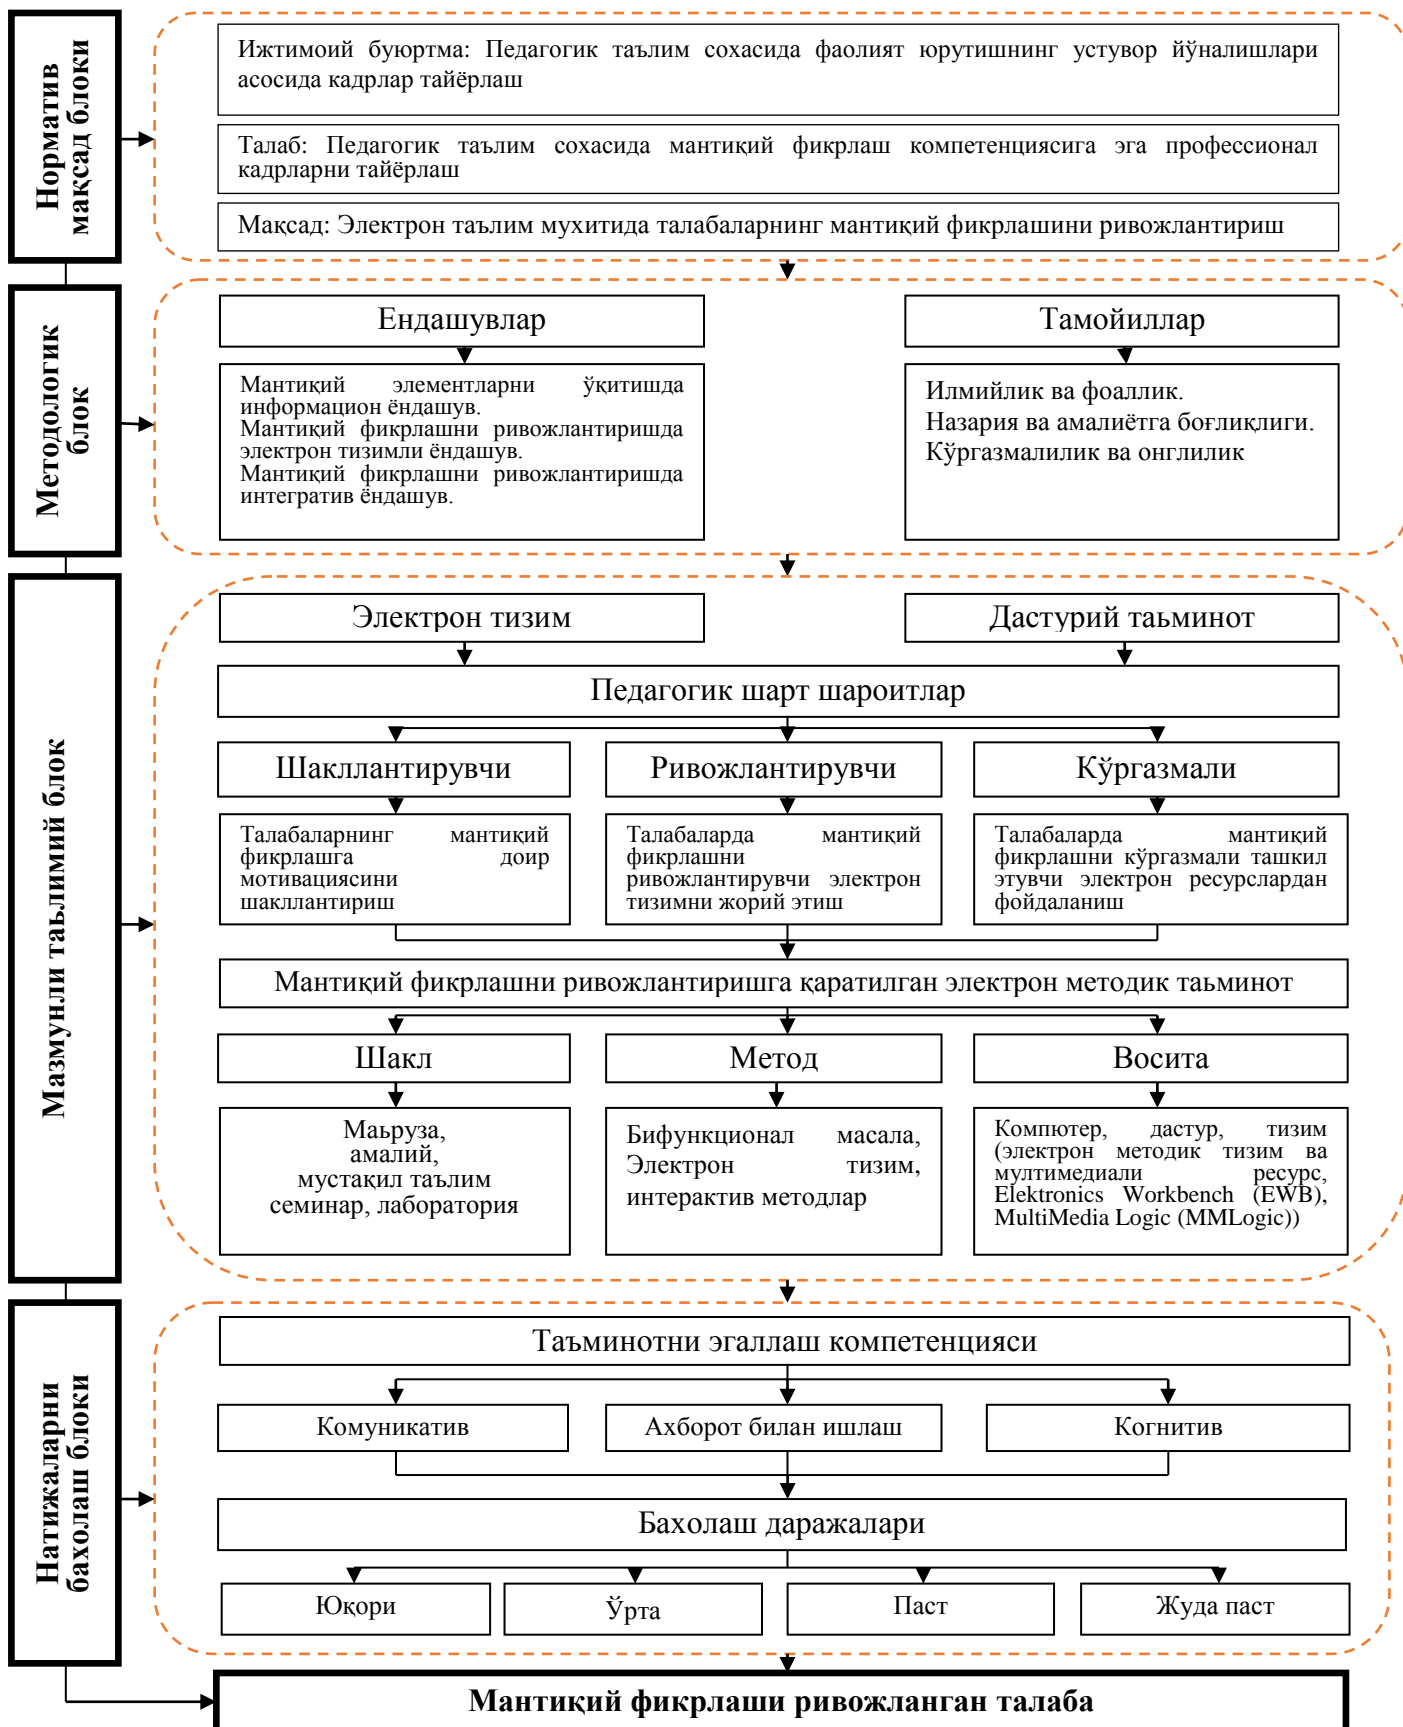 Норматив
мақсад блоки
Ижтимоий буюртма: Педагогик таълим сохасида фаолият юрутишнинг устувор йўналишлари
асосида кадрлар тайёрлаш
Талаб: Педагогик таълим сохасида мантиқий фикрлаш компетенциясига эга профессионал
кадрларни тайёрлаш
Мақсад: Электрон таълим мухитида талабаларнинг мантиқий фикрлашини ривожлантириш
Методологик
блок
Ендашувлар
Мантиқий элементларни ўқитишда
информацион ёндашув.
Мантиқий фикрлашни ривожлантиришда
электрон тизимли ёндашув.
Мантиқий фикрлашни ривожлантиришда
интегратив ёндашув.
Тамойиллар
Илмийлик ва фоаллик.
Назария ва амалиётга боғлиқлиги.
Кўргазмалилик ва онглилик
Мазмунли таьлимий блок
Электрон тизим
Дастурий таьминот
Педагогик шарт шароитлар
Шакллантирувчи
Ривожлантирувчи
Кўргазмали
Талабаларнинг мантиқий
фикрлашга доир
мотивациясини
шакллантириш
Талабаларда мантиқий
фикрлашни
ривожлантирувчи электрон
тизимни жорий этиш
Талабаларда мантиқий
фикрлашни кўргазмали ташкил
этувчи электрон ресурслардан
фойдаланиш
Мантиқий фикрлашни ривожлантиришга қаратилган электрон методик таьминот
Шакл
Метод
Восита
Маьруза,
амалий,
мустақил таълим
семинар, лаборатория
Бифункционал масала,
Электрон тизим,
интерактив методлар
Компютер, дастур, тизим
(электрон методик тизим ва
мултимедиали ресурс,
Elektronics Workbench (EWB),
MultiMedia Logic (MMLogic))
Натижаларни
бахолаш блоки
Таъминотни эгаллаш компетенцияси
Комуникатив
Ахборот билан ишлаш
Когнитив
Бахолаш даражалари
Юқори
Ўрта
Паст
Жуда паст
Мантиқий фикрлаши ривожланган талаба